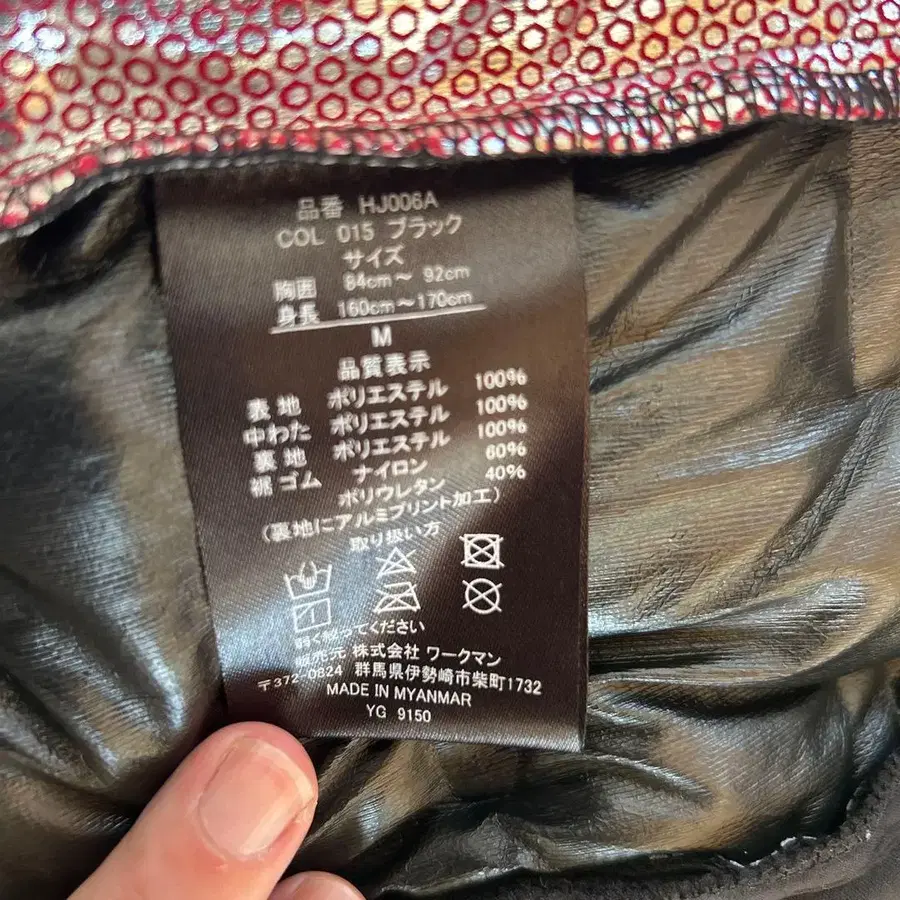 品番 HJ006A
COL 015 ブラック
サイズ
胸囲 84cm～ 92cm
身長 160cm～170cm
M
品質表示
表地 ポリエステル 100%
中わた ポリエステル 100%
裏地 ポリエステル 100%
裾ゴム ナイロン 60%
ポリウレタン 40%
(裏地にアルミプリント加工)
取り扱い方
弱く絞ってください
販売元 株式会社 ワークマン
〒372-0824 群馬県伊勢崎市柴町1732
MADE IN MYANMAR
YG 9150